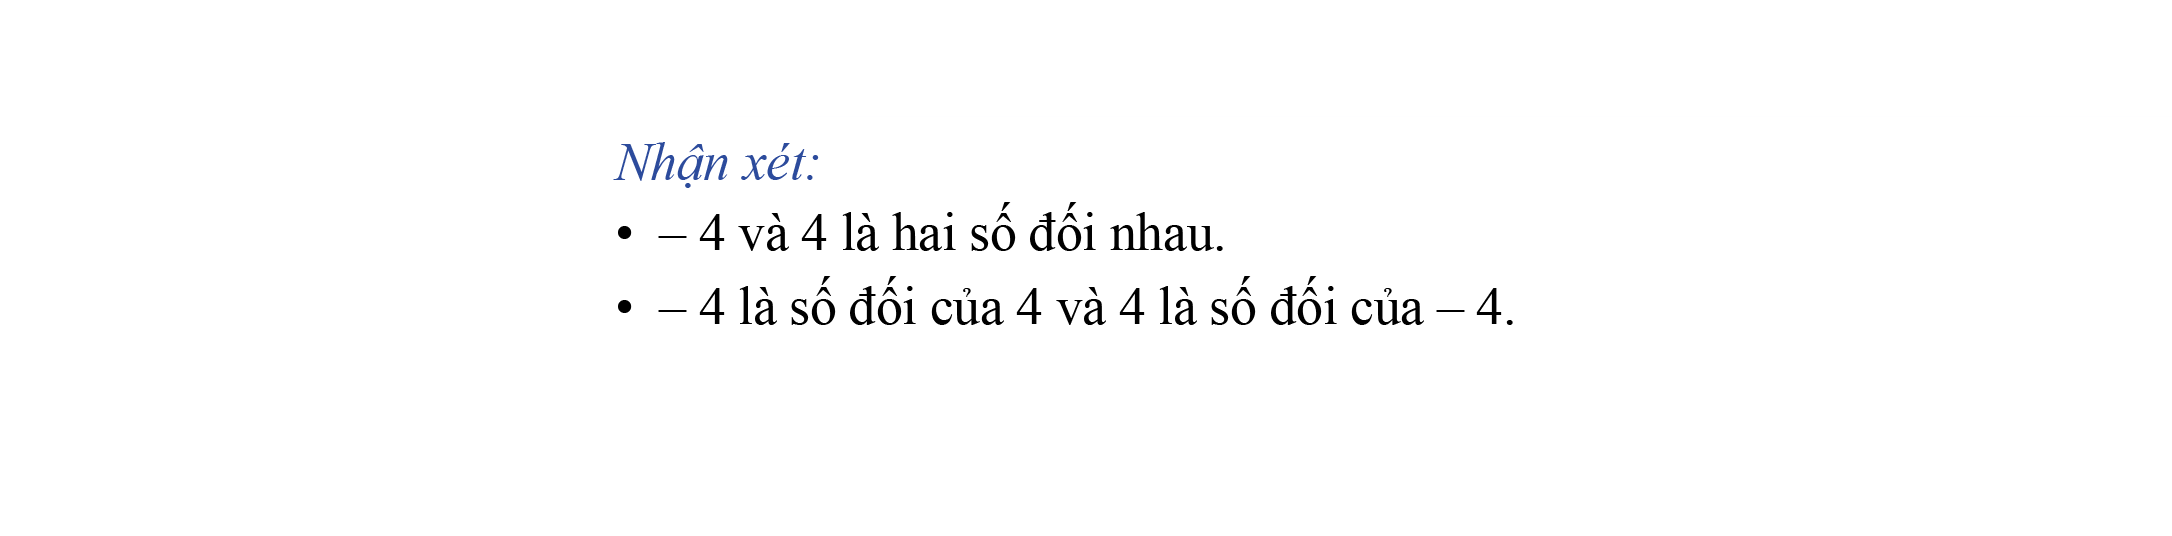 Nhận xét:
• – 4 và 4 là hai số đối nhau.
• – 4 là số đối của 4 và 4 là số đối của – 4.